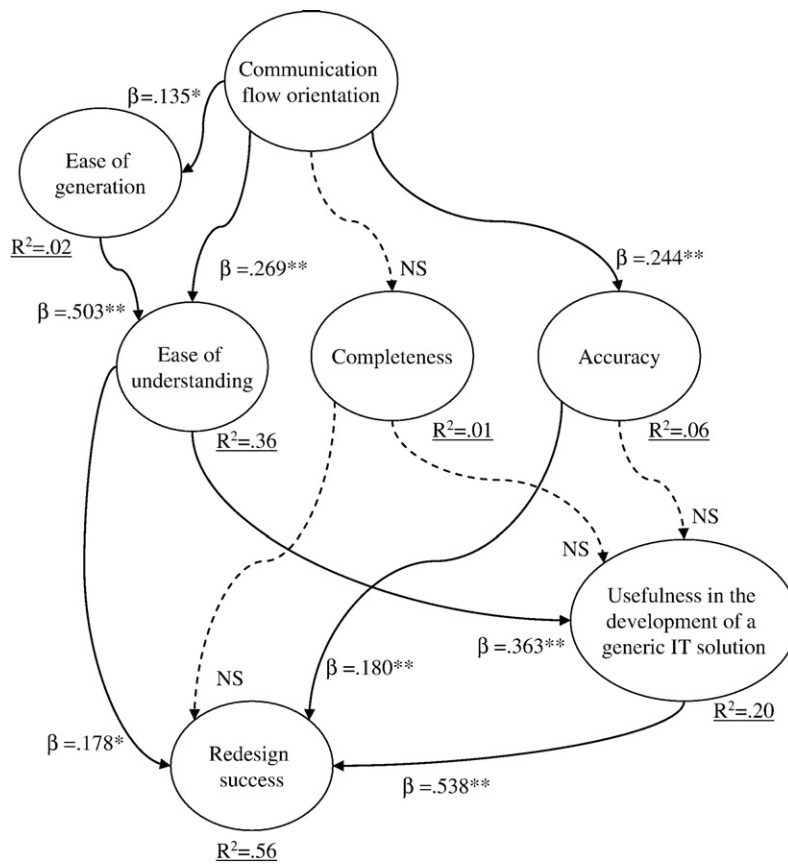 Communication
flow orientation
β=.135*
Ease of
generation
R²=.02
β=.269**
NS
β=.244**
β=.503**
Ease of
understanding
Completeness
Accuracy
R²=.36
R²=.01
R²=.06
NS
NS
Usefulness in the
development of a
generic IT solution
β=.363**
β=.180**
NS
R²=.20
β=.178*
Redesign
success
β=.538**
R²=.56